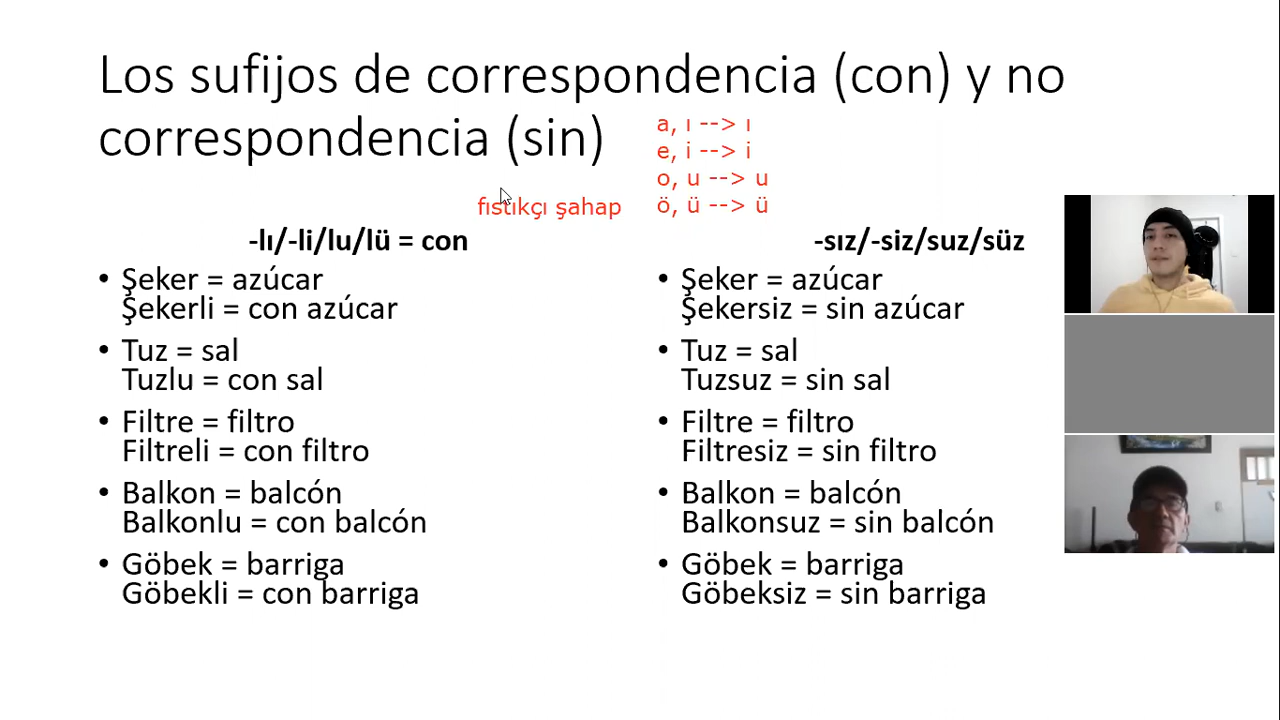 Los sufijos de correspondencia (con) y no
correspondencia (sin)
a, ı --> ı
e, i --> i
o, u --> u
ö, ü --> ü
fıstıkçı şahap
-lı/-li/lu/lü = con
• Şeker = azúcar
Şekerli = con azúcar
• Tuz = sal
Tuzlu = con sal
• Filtre = filtro
Filtreli = con filtro
• Balkon = balcón
Balkonlu = con balcón
• Göbek = barriga
Göbekli = con barriga
-sız/-siz/suz/süz
• Şeker = azúcar
Şekersiz = sin azúcar
• Tuz = sal
Tuzsuz = sin sal
• Filtre = filtro
Filtresiz = sin filtro
• Balkon = balcón
Balkonsuz = sin balcón
• Göbek = barriga
Göbeksiz = sin barriga